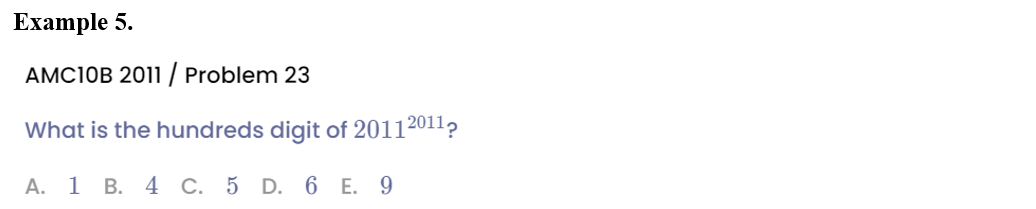 Example 5.
AMC10B 2011 / Problem 23
What is the hundreds digit of 2011^2011?
A. 1 B. 4 C. 5 D. 6 E. 9